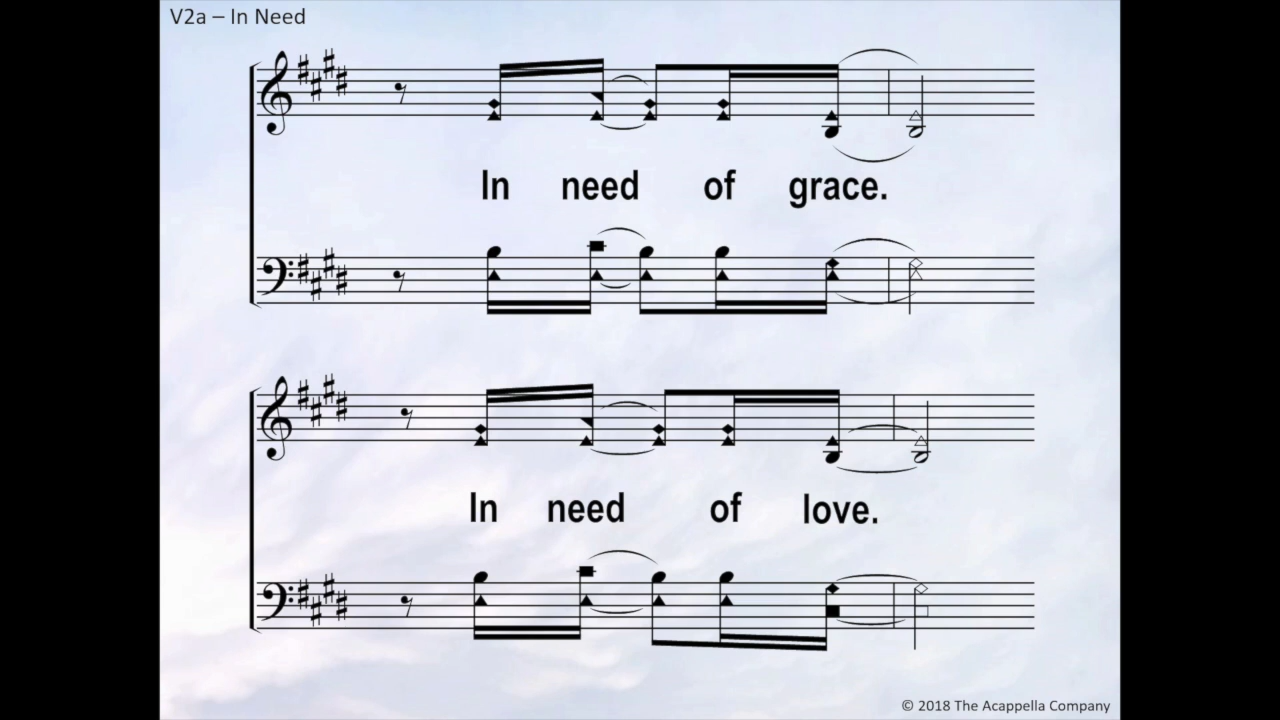 V2a – In Need
In need of grace.
In need of love.
© 2018 The Acappella Company